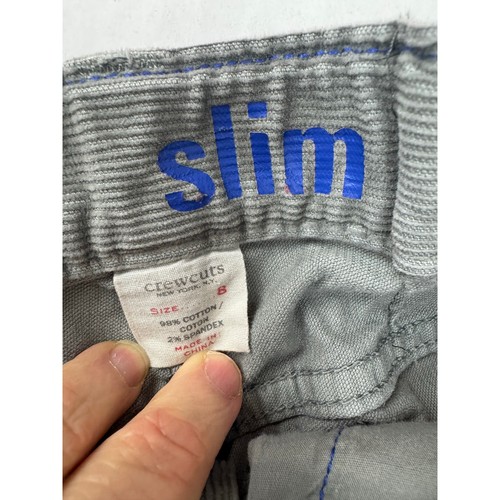 slim
crewcuts
NEW YORK, N.Y.
SIZE 8
98% COTTON/
COTON
2% SPANDEX
MADE IN
CHINA